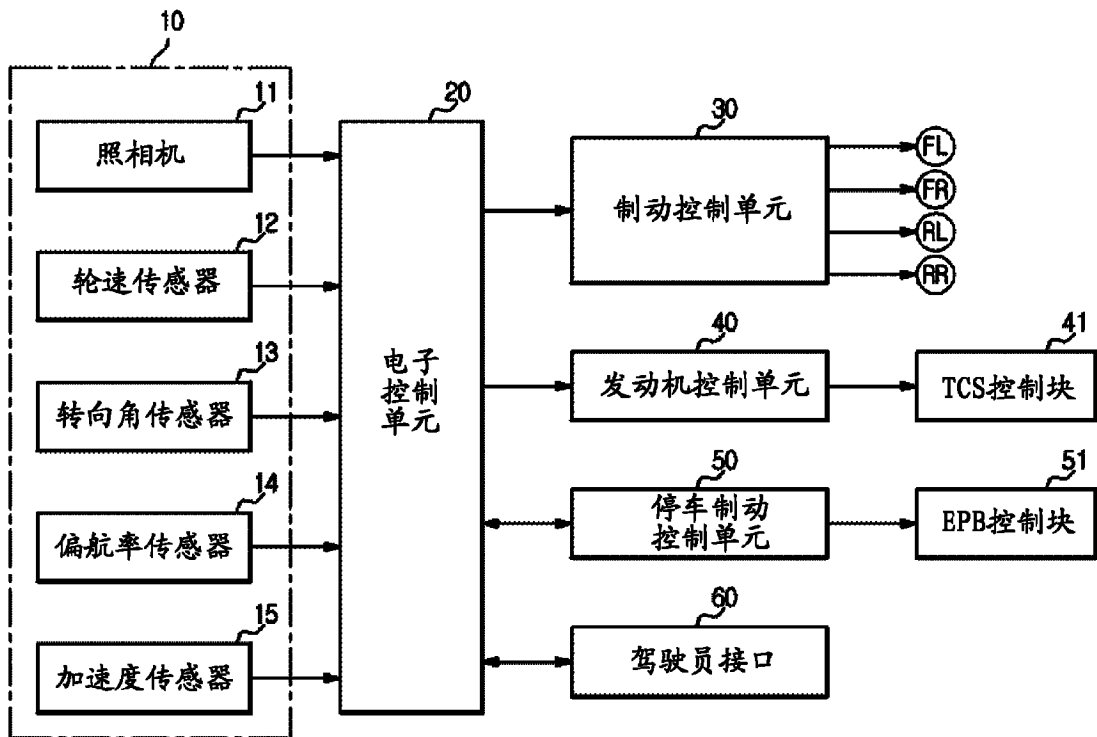 10
11
照相机
12
轮速传感器
13
转向角传感器
14
偏航率传感器
15
加速度传感器
20
电子
控制
单元
30
制动控制单元
FL
FR
RL
RR
40
发动机控制单元
41
TCS控制块
50
停车制动
控制单元
51
EPB控制块
60
驾驶员接口